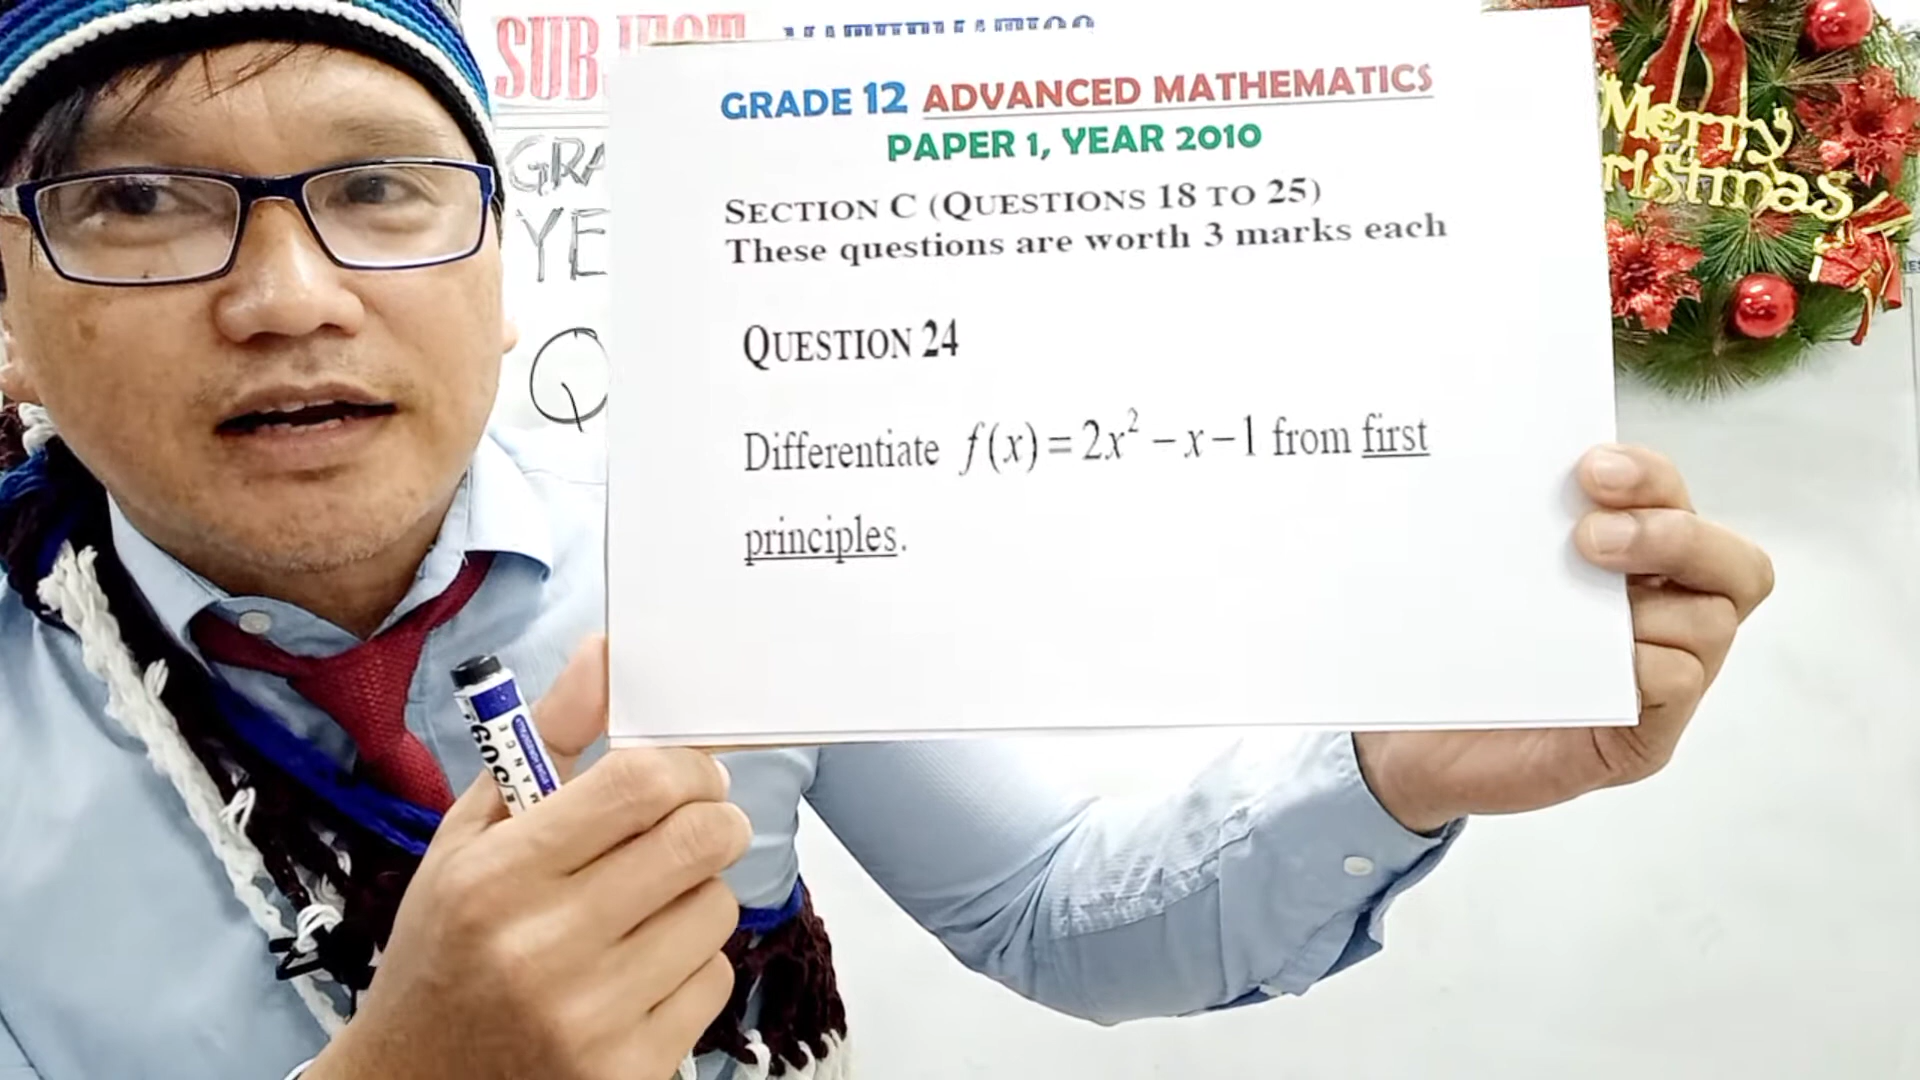 GRADE 12 ADVANCED MATHEMATICS
PAPER 1, YEAR 2010
SECTION C (QUESTIONS 18 TO 25)
These questions are worth 3 marks each
QUESTION 24
Differentiate f(x) = 2x² − x − 1 from first
principles.
Merry